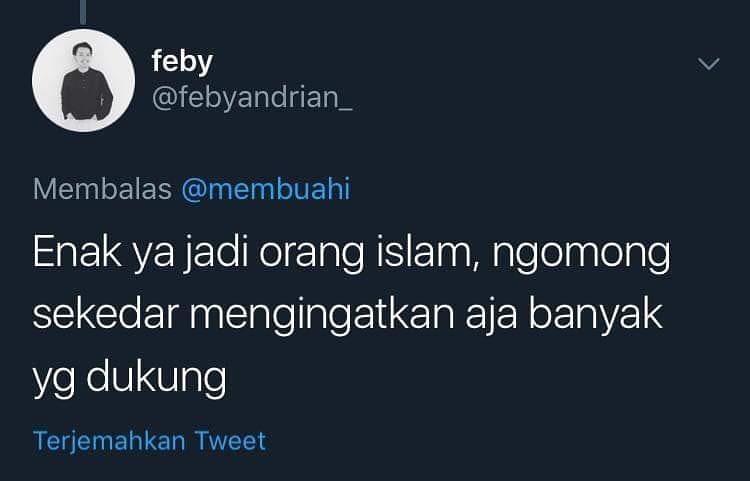 feby
@febyandrian_
Membalas @membuahi
Enak ya jadi orang islam, ngomong
sekedar mengingatkan aja banyak
yg dukung
Terjemahkan Tweet